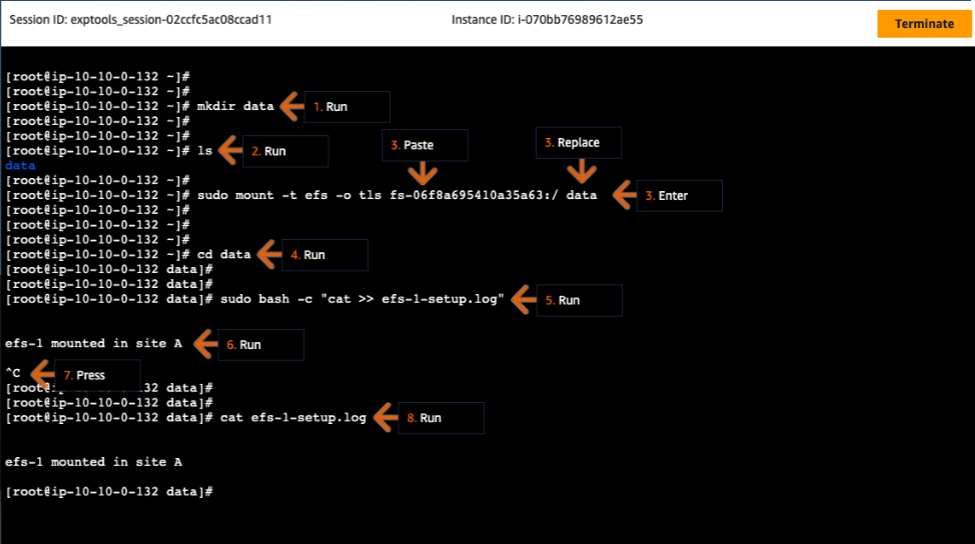 Session ID: exptools_session-02ccfc5ac08ccad11 Instance ID: i-070bb76989612ae55 Terminate
[root@ip-10-10-0-132 ~]#
[root@ip-10-10-0-132 ~]#
[root@ip-10-10-0-132 ~]# mkdir data 1. Run
[root@ip-10-10-0-132 ~]#
[root@ip-10-10-0-132 ~]#
3. Paste 3. Replace
[root@ip-10-10-0-132 ~]# ls 2. Run
data
[root@ip-10-10-0-132 ~]#
[root@ip-10-10-0-132 ~]# sudo mount -t efs -o tls fs-06f8a695410a35a63:/ data 3. Enter
[root@ip-10-10-0-132 ~]#
[root@ip-10-10-0-132 ~]#
[root@ip-10-10-0-132 ~]#
[root@ip-10-10-0-132 ~]# cd data 4. Run
[root@ip-10-10-0-132 data]#
[root@ip-10-10-0-132 data]#
[root@ip-10-10-0-132 data]# sudo bash -c "cat >> efs-1-setup.log" 5. Run
efs-1 mounted in site A 6. Run
^C 7. Press
[root@ 32 data]#
[root@ip-10-10-0-132 data]#
[root@ip-10-10-0-132 data]# cat efs-1-setup.log 8. Run
efs-1 mounted in site A
[root@ip-10-10-0-132 data]#